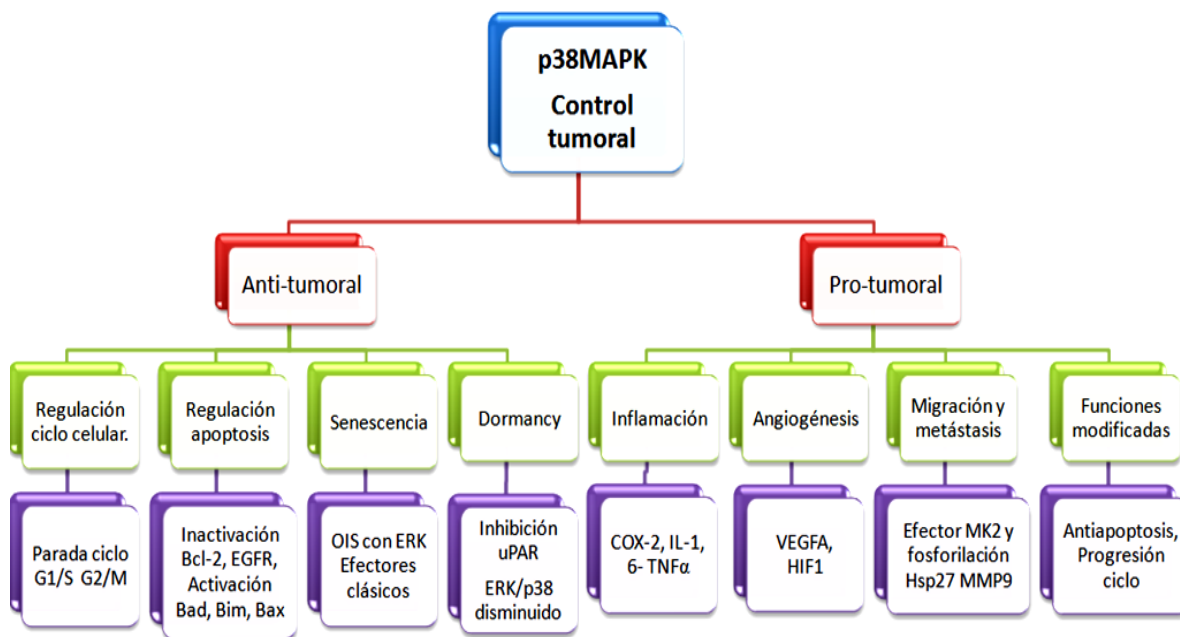 p38MAPK
Control
tumoral
Anti-tumoral
Pro-tumoral
Regulación
ciclo celular.
Regulación
apoptosis
Senescencia
Dormancy
Inflamación
Angiogénesis
Migración y
metástasis
Funciones
modificadas
Parada ciclo
G1/S G2/M
Inactivación
Bcl-2, EGFR,
Activación
Bad, Bim, Bax
OIS con ERK
Efectores
clásicos
Inhibición
uPAR
ERK/p38
disminuido
COX-2, IL-1,
6- TNFα
VEGFA,
HIF1
Efector MK2 y
fosforilación
Hsp27 MMP9
Antiapoptosis,
Progresión
ciclo